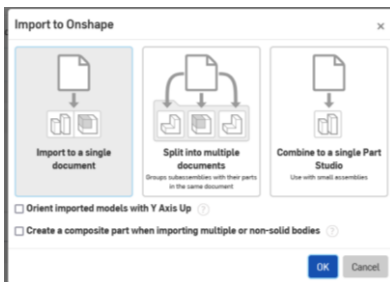 Import to Onshape
Import to a single
document
Split into multiple
documents
Groups subassemblies with their parts
in the same document
Combine to a single Part
Studio
Use with small assemblies
Orient imported models with Y Axis Up
Create a composite part when importing multiple or non-solid bodies
OK
Cancel